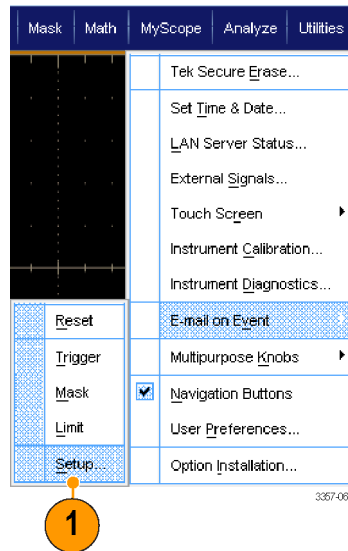 Mask Math MyScope Analyze Utilities
Tek Secure Erase...
Set Time & Date...
LAN Server Status...
External Signals...
Touch Screen
Instrument Calibration...
Instrument Diagnostics...
E-mail on Event
Multipurpose Knobs
Navigation Buttons
User Preferences...
Option Installation...
Reset
Trigger
Mask
Limit
Setup...
1
3357-06